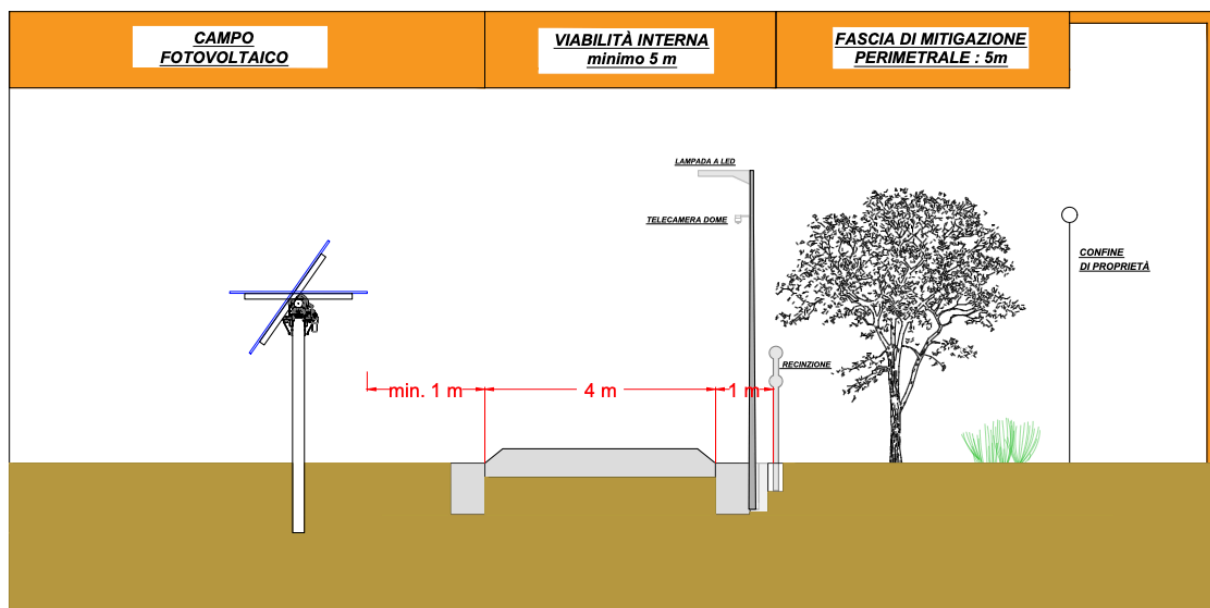 CAMPO
FOTOVOLTAICO
VIABILITÀ INTERNA
minimo 5 m
FASCIA DI MITIGAZIONE
PERIMETRALE : 5m
LAMPADA A LED
TELECAMERA DOME
CONFINE
DI PROPRIETÀ
RECINZIONE
min. 1 m
4 m
1 m